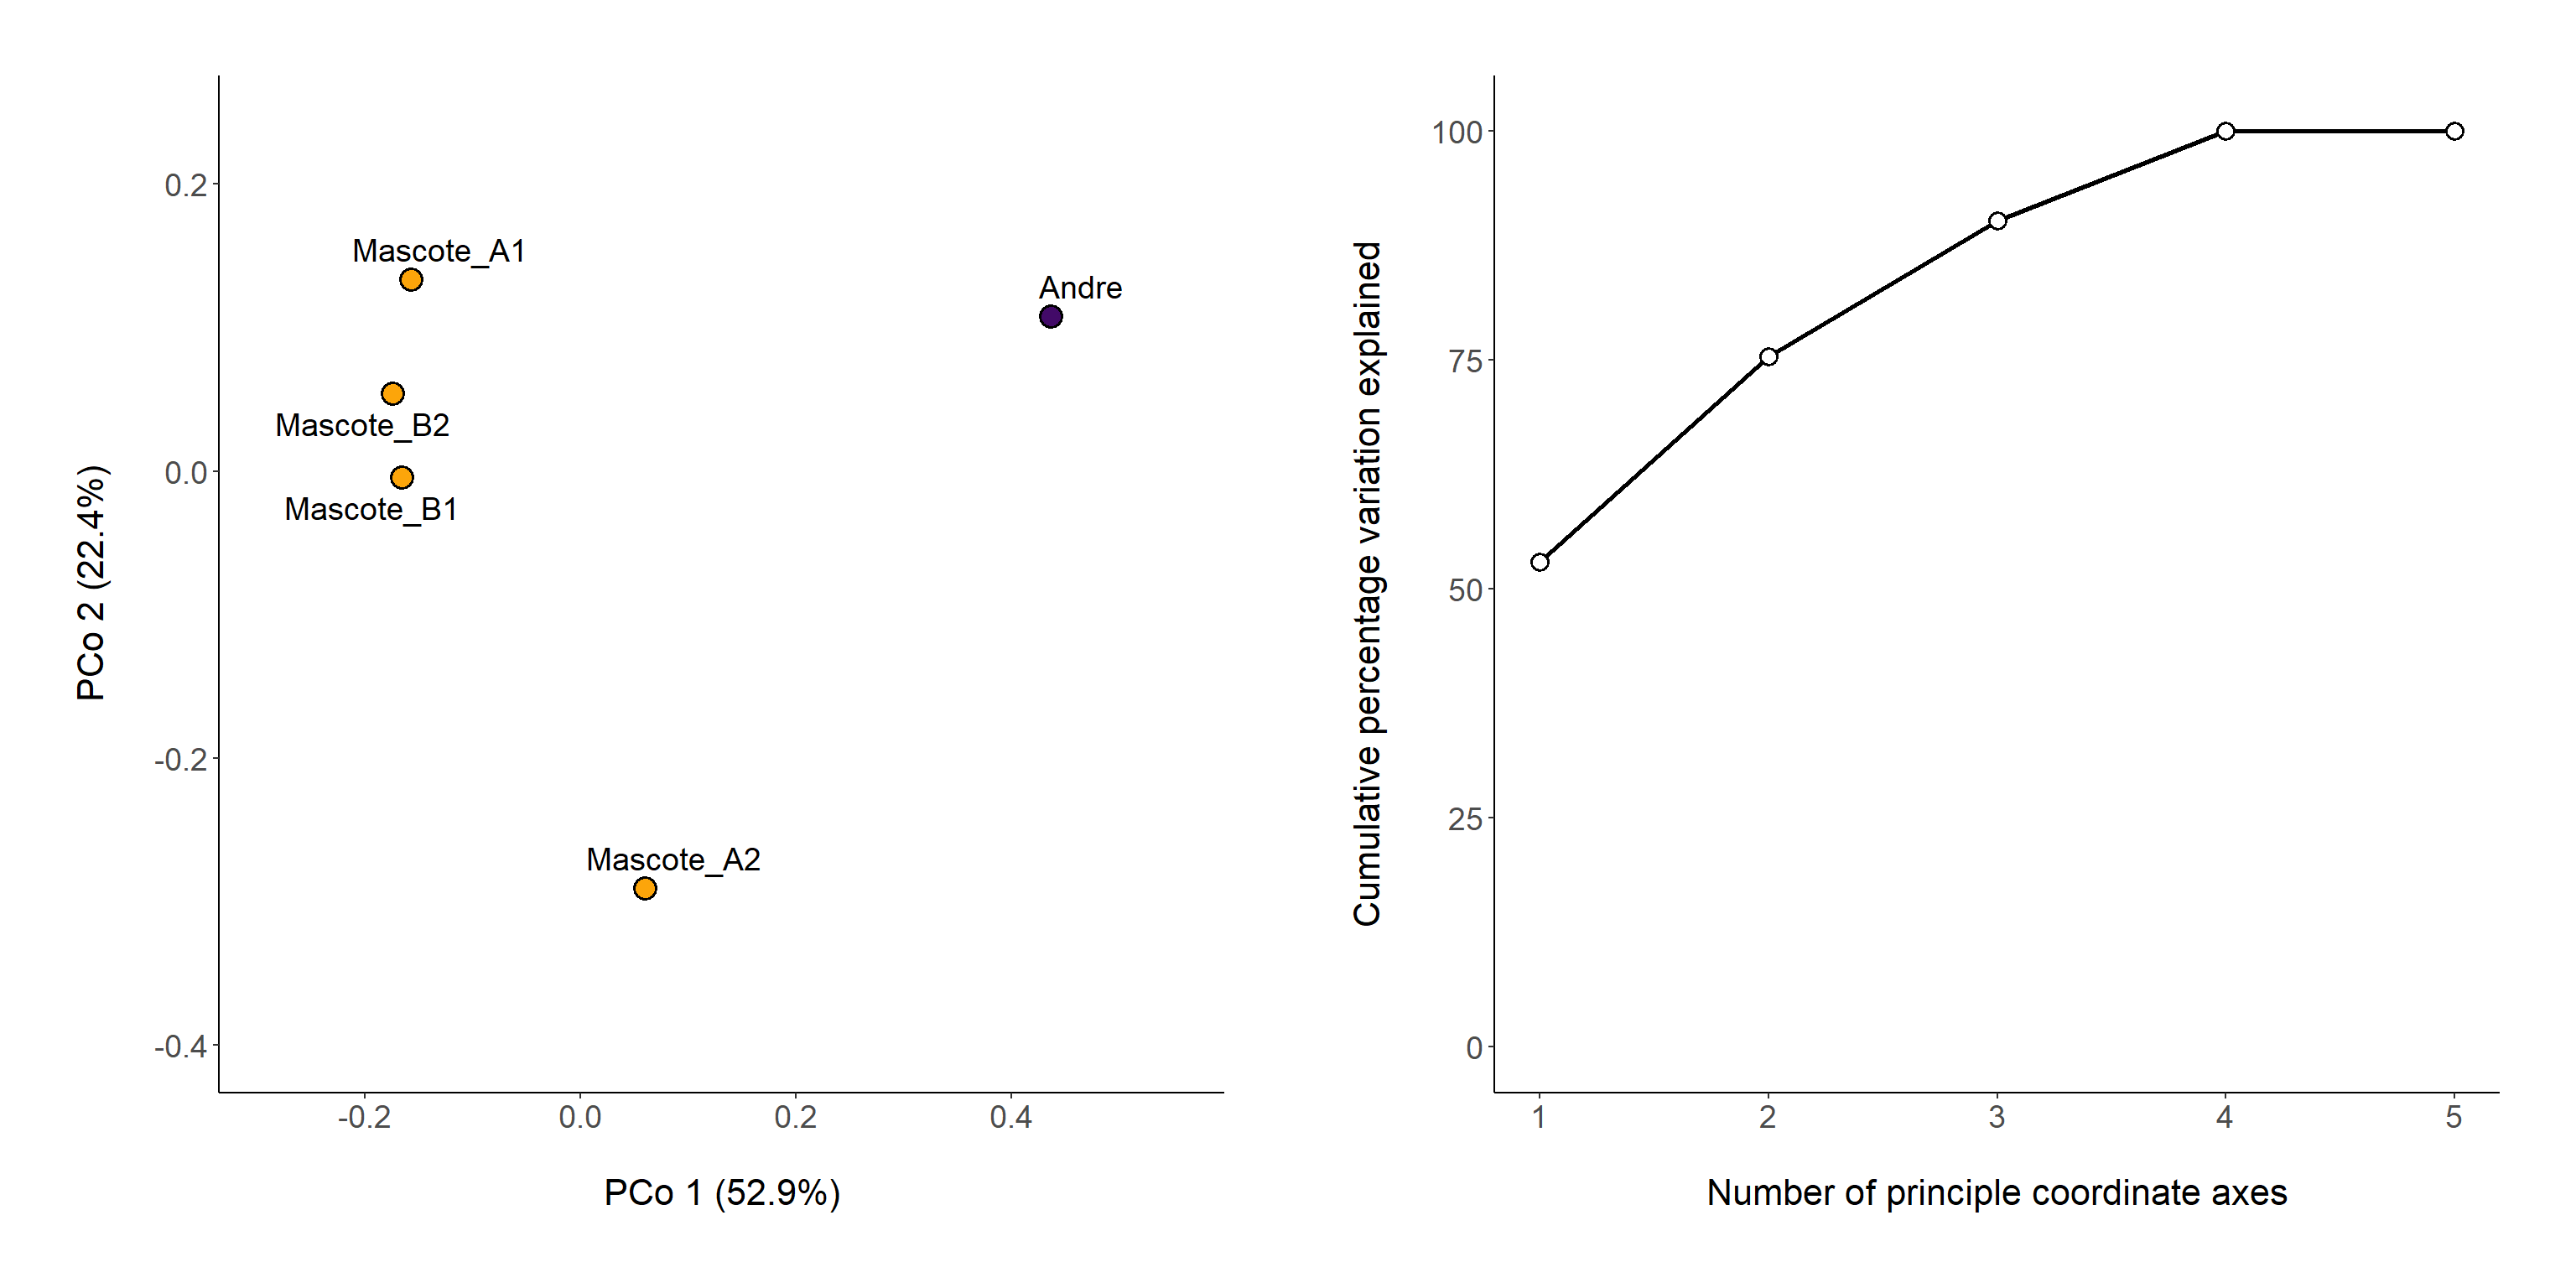 0.2
0.0
-0.2
-0.4
-0.2
0.0
0.2
0.4
PCo 2 (22.4%)
PCo 1 (52.9%)
Mascote_A1
Andre
Mascote_B2
Mascote_B1
Mascote_A2
100
75
50
25
0
1
2
3
4
5
Cumulative percentage variation explained
Number of principle coordinate axes